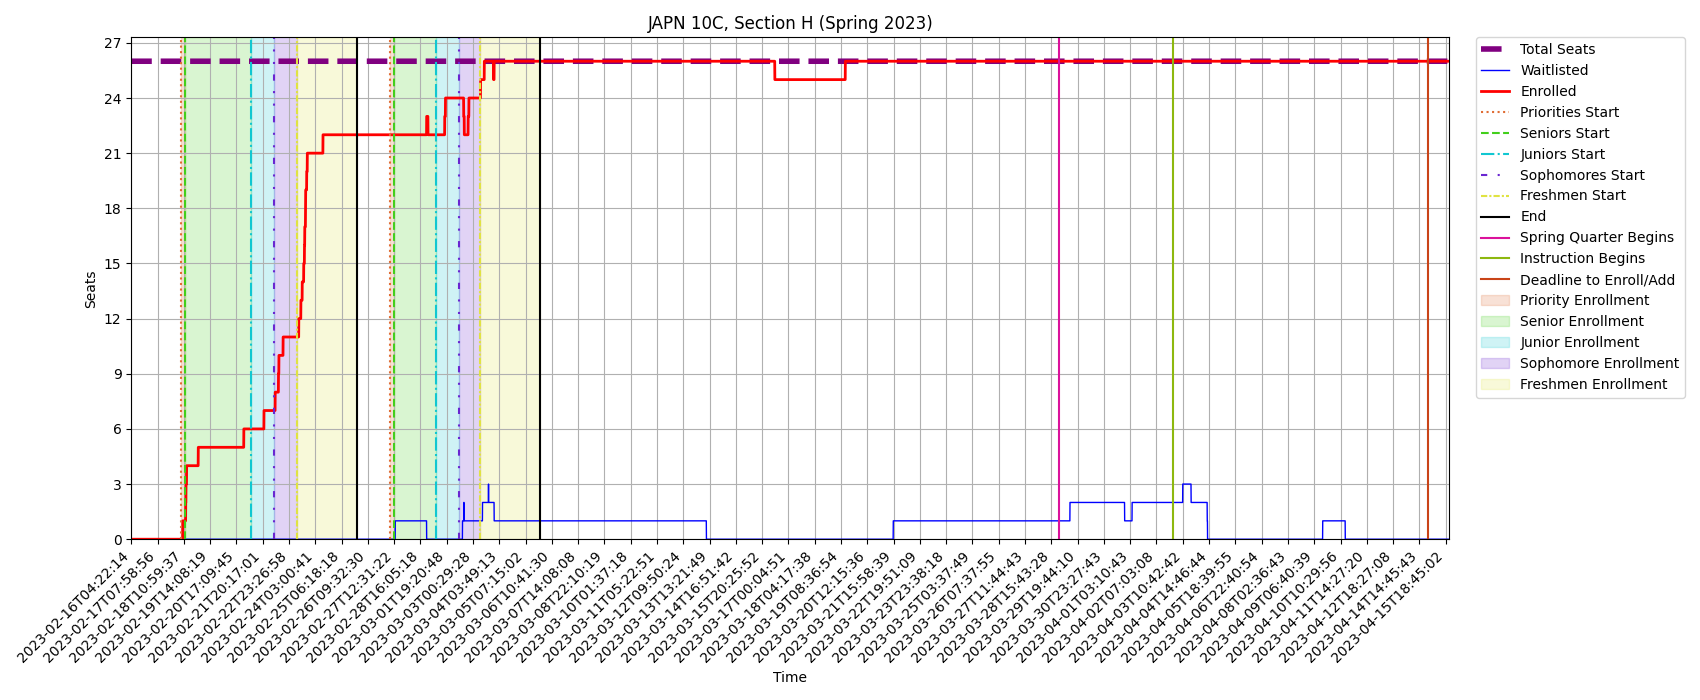 JAPN 10C, Section H (Spring 2023)
27
24
21
18
15
12
9
6
3
0
Seats
2023-02-16T04:22:14
2023-02-17T07:58:56
2023-02-18T10:59:37
2023-02-19T14:08:19
2023-02-20T17:09:45
2023-02-21T20:17:01
2023-02-22T23:26:58
2023-02-24T03:00:41
2023-02-25T06:18:18
2023-02-26T09:32:30
2023-02-27T12:31:22
2023-02-28T16:05:18
2023-03-01T19:20:48
2023-03-03T00:29:28
2023-03-04T03:49:13
2023-03-05T07:15:02
2023-03-06T10:41:30
2023-03-07T14:08:08
2023-03-08T22:10:19
2023-03-10T01:37:18
2023-03-11T05:22:51
2023-03-12T09:50:24
2023-03-13T13:21:49
2023-03-14T16:51:42
2023-03-15T20:25:52
2023-03-17T00:04:51
2023-03-18T04:17:38
2023-03-19T08:36:54
2023-03-20T12:15:36
2023-03-21T15:58:39
2023-03-22T19:51:09
2023-03-23T23:38:19
2023-03-25T03:37:49
2023-03-26T07:37:55
2023-03-27T11:44:43
2023-03-28T15:43:28
2023-03-29T19:44:10
2023-03-30T23:27:43
2023-04-01T03:10:43
2023-04-02T07:03:08
2023-04-03T10:42:42
2023-04-04T14:46:44
2023-04-05T18:39:55
2023-04-06T22:40:54
2023-04-08T02:36:43
2023-04-09T06:40:39
2023-04-10T10:29:56
2023-04-11T14:27:20
2023-04-12T18:27:08
2023-04-14T14:45:43
2023-04-15T18:45:02
Time
Total Seats
Waitlisted
Enrolled
Priorities Start
Seniors Start
Juniors Start
Sophomores Start
Freshmen Start
End
Spring Quarter Begins
Instruction Begins
Deadline to Enroll/Add
Priority Enrollment
Senior Enrollment
Junior Enrollment
Sophomore Enrollment
Freshmen Enrollment